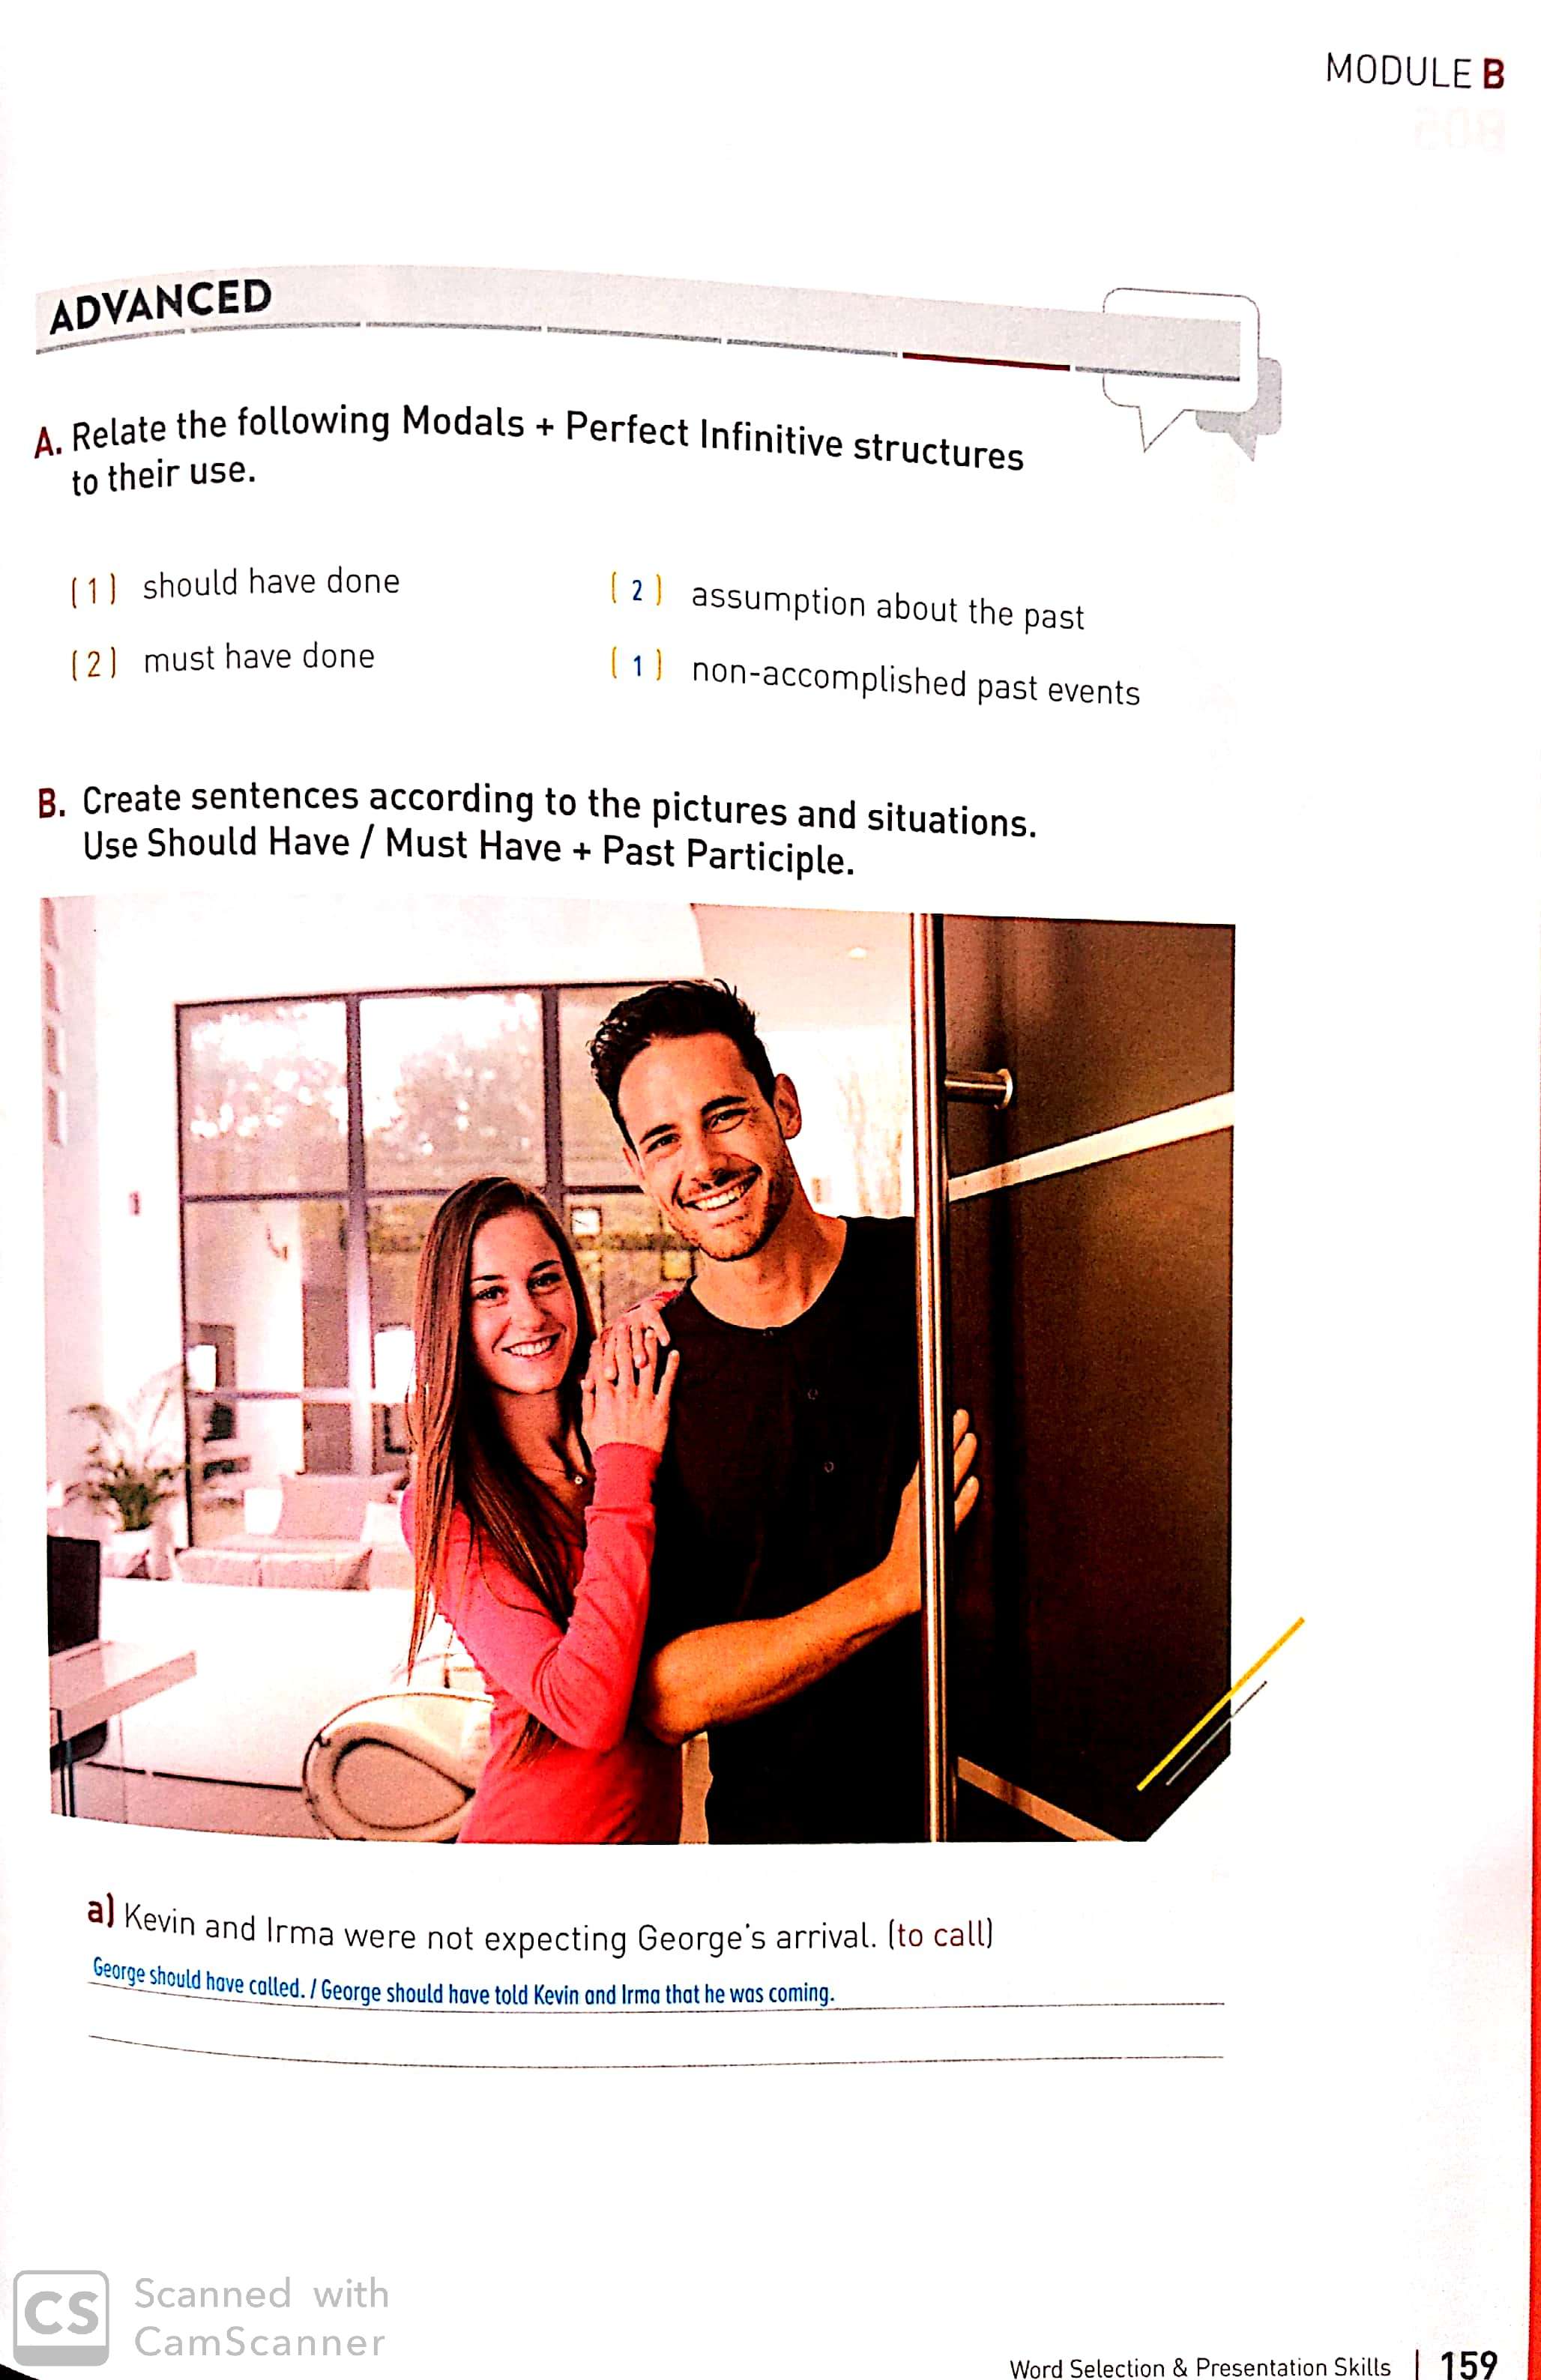 MODULE B
ADVANCED
A. Relate the following Modals + Perfect Infinitive structures
to their use.
(1) should have done
(2) must have done
(2) assumption about the past
(1) non-accomplished past events
B. Create sentences according to the pictures and situations.
Use Should Have / Must Have + Past Participle.
a) Kevin and Irma were not expecting George's arrival. (to call)
George should have called. / George should have told Kevin and Irma that he was coming.
CS Scanned with
CamScanner
Word Selection & Presentation Skills | 159